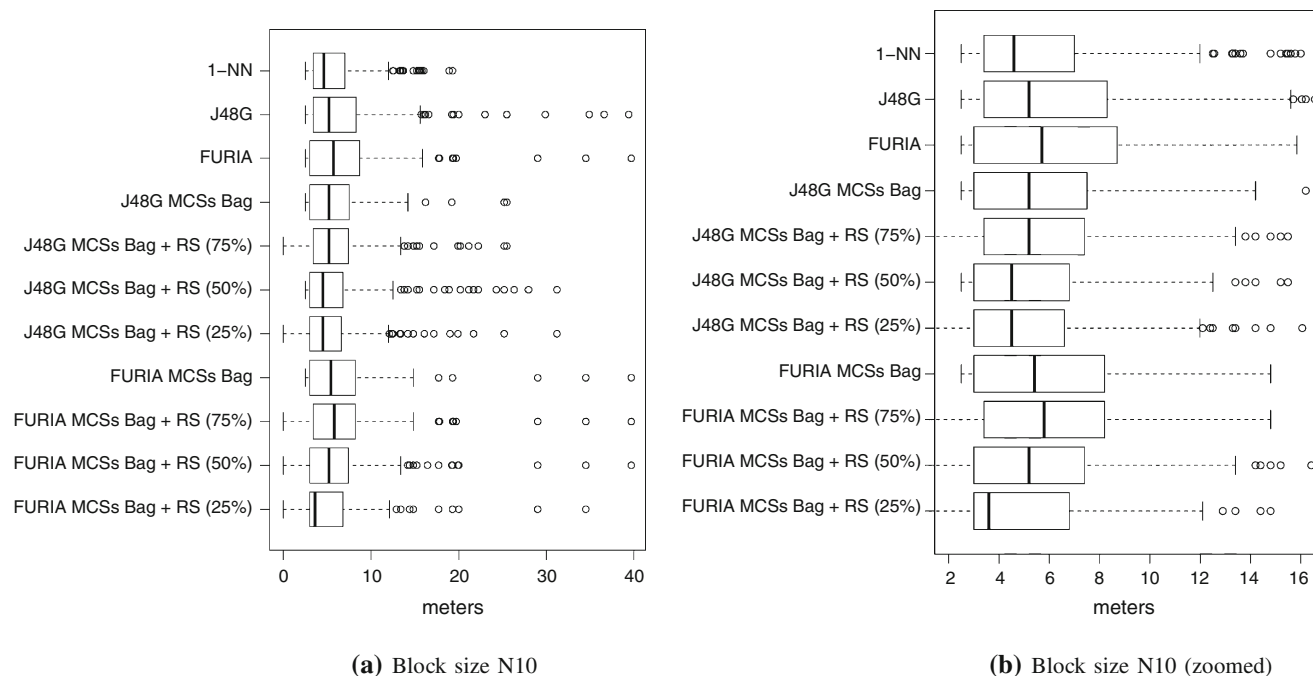 1−NN
J48G
FURIA
J48G MCSs Bag
J48G MCSs Bag + RS (75%)
J48G MCSs Bag + RS (50%)
J48G MCSs Bag + RS (25%)
FURIA MCSs Bag
FURIA MCSs Bag + RS (75%)
FURIA MCSs Bag + RS (50%)
FURIA MCSs Bag + RS (25%)
0 10 20 30 40
meters
(a) Block size N10
1−NN
J48G
FURIA
J48G MCSs Bag
J48G MCSs Bag + RS (75%)
J48G MCSs Bag + RS (50%)
J48G MCSs Bag + RS (25%)
FURIA MCSs Bag
FURIA MCSs Bag + RS (75%)
FURIA MCSs Bag + RS (50%)
FURIA MCSs Bag + RS (25%)
2 4 6 8 10 12 14 16
meters
(b) Block size N10 (zoomed)